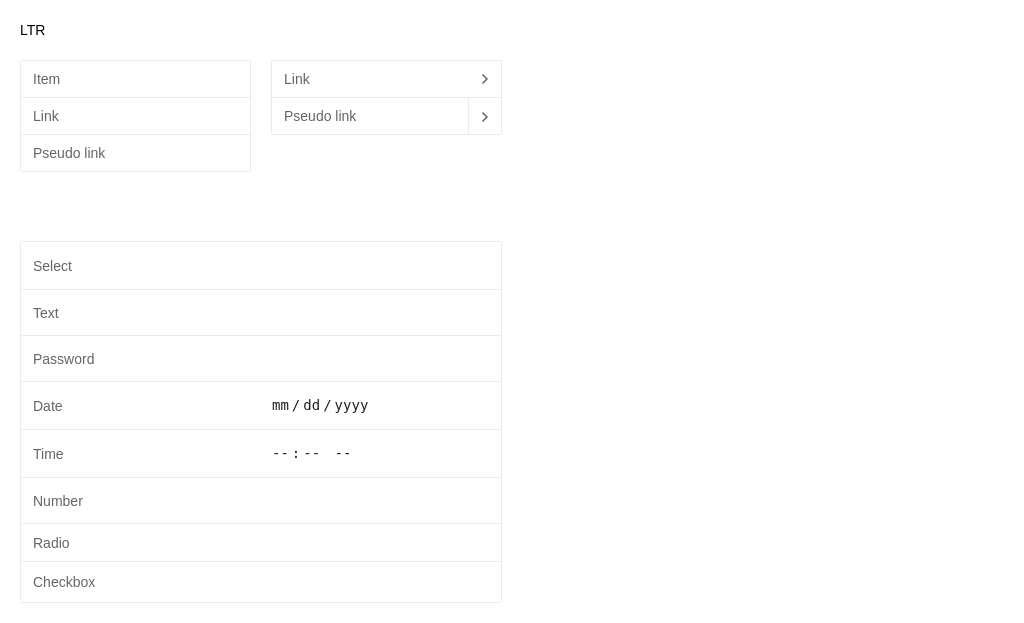 LTR
Item
Link
Pseudo link
Link
Pseudo link
Select
Text
Password
Date mm/dd/yyyy
Time --:-- --
Number
Radio
Checkbox